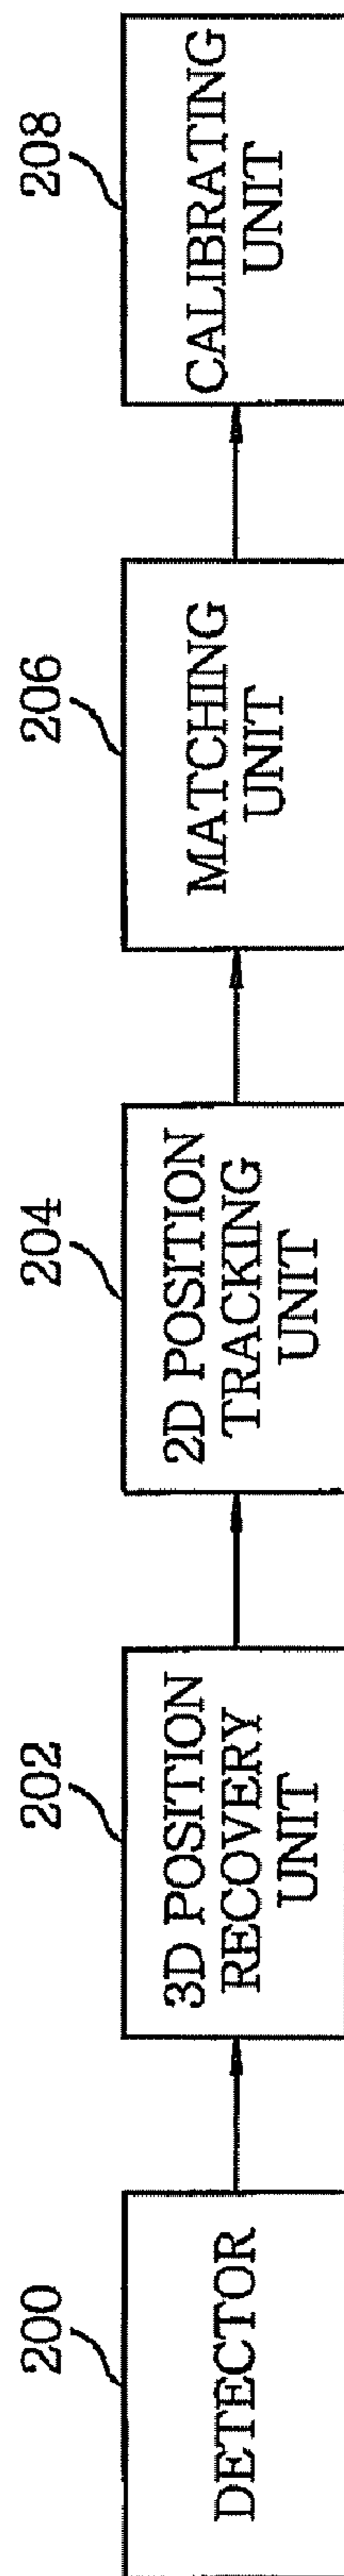 200
DETECTOR
202
3D POSITION
RECOVERY
UNIT
204
2D POSITION
TRACKING
UNIT
206
MATCHING
UNIT
208
CALIBRATING
UNIT